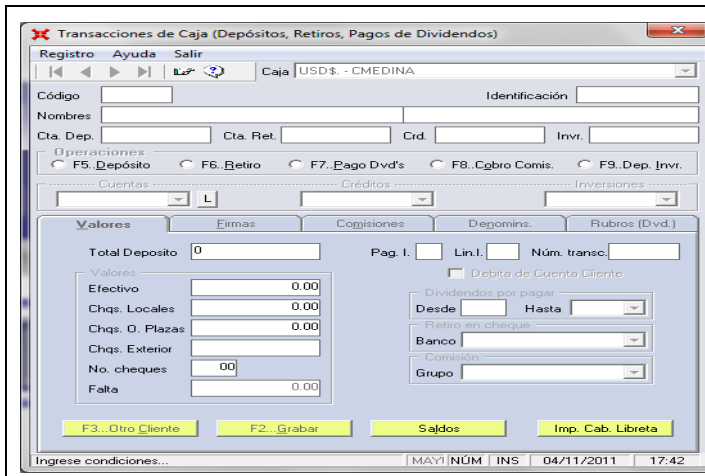 Transacciones de Caja (Depósitos, Retiros, Pagos de Dividendos)
Registro Ayuda Salir
Caja USD$. - CMEDINA
Código Identificación
Nombres
Cta. Dep. Cta. Ret. Crd. Invr.
Operaciones
F5..Depósito F6..Retiro F7..Pago Dvd's F8..Cobro Comis. F9..Dep. Invr.
Cuentas Créditos Inversiones
L
Valores Firmas Comisiones Denomins. Rubros (Dvd.)
Total Deposito 0 Pag. I. Lin.I. Núm. transc.
Valores Debita de Cuenta Cliente
Efectivo 0.00 Dividendos por pagar
Chqs. Locales 0.00 Desde Hasta
Chqs. O. Plazas 0.00 Retiro en cheque
Chqs. Exterior Banco
No. cheques 00 Comisión
Falta 0.00 Grupo
F3...Otro Cliente F2...Grabar Saldos Imp. Cab. Libreta
Ingrese condiciones... MAYÚ NÚM INS 04/11/2011 17:42